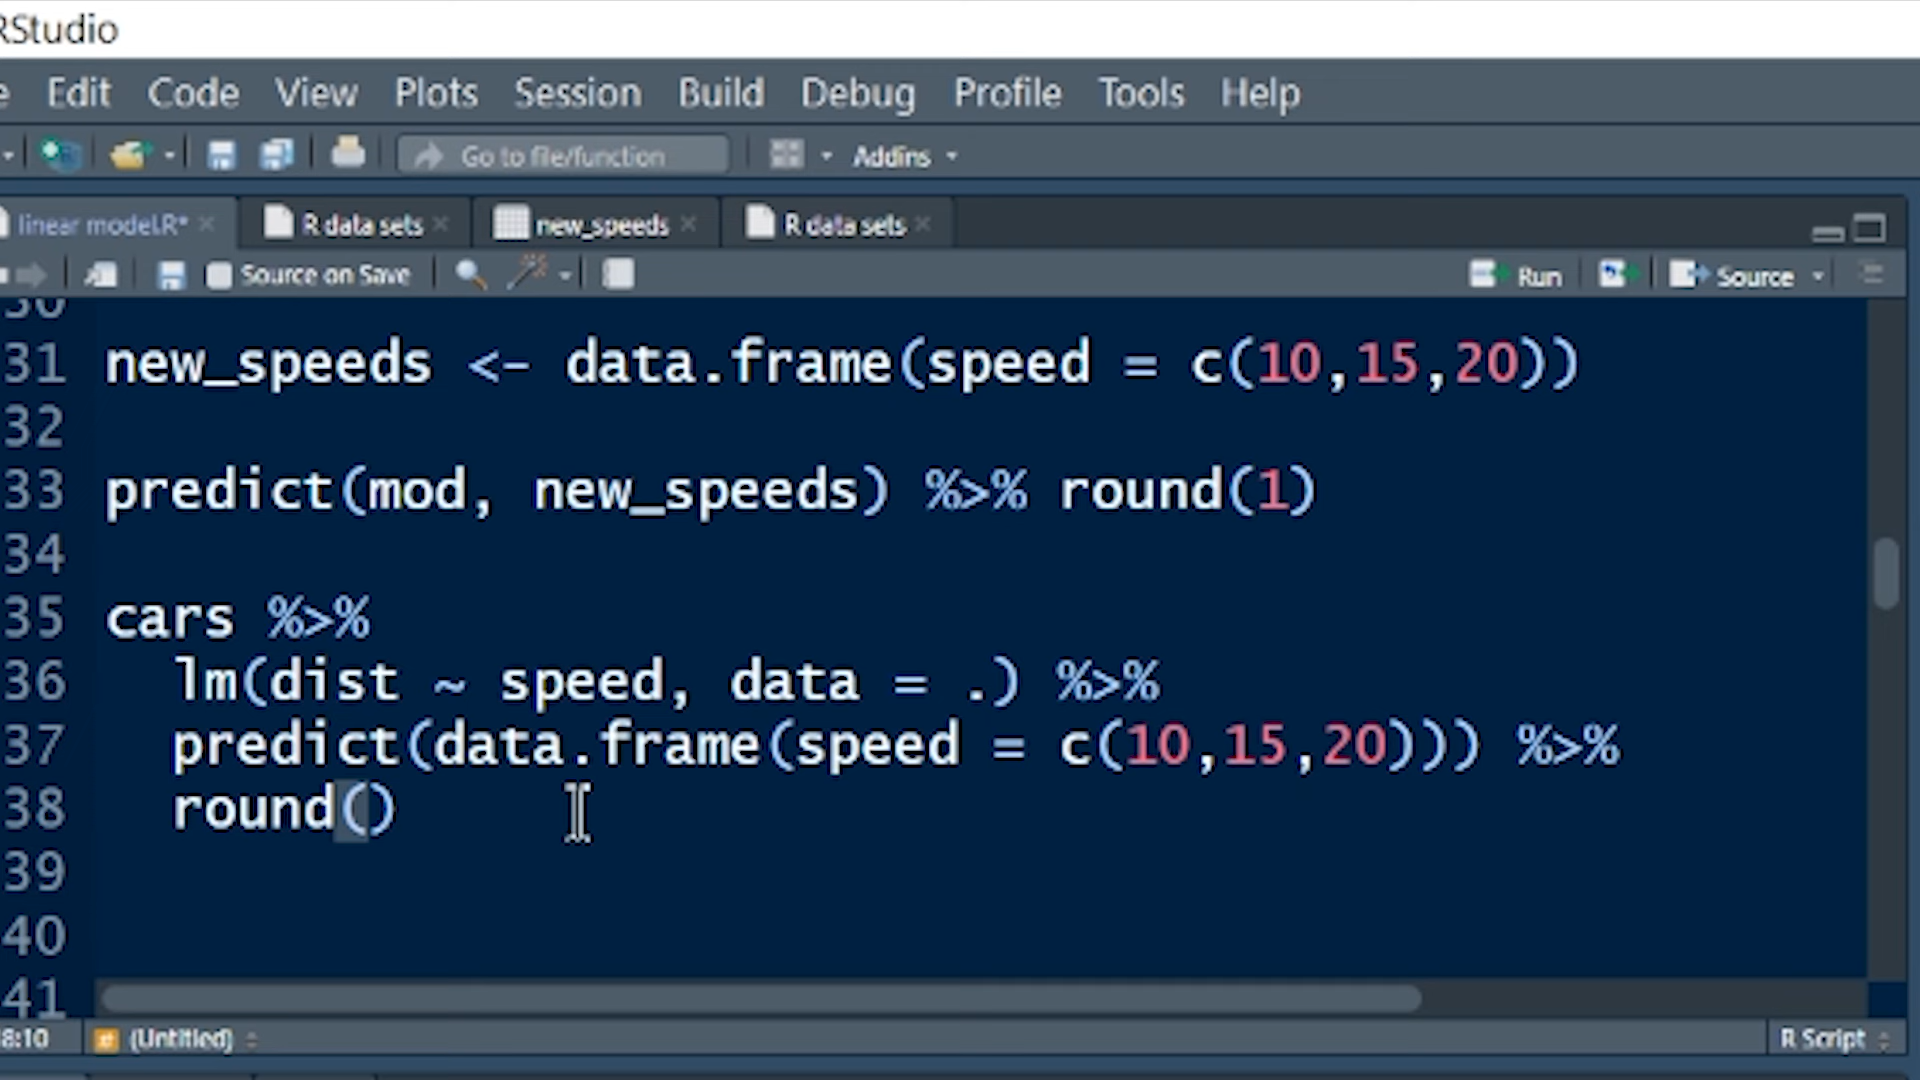 RStudio
e Edit Code View Plots Session Build Debug Profile Tools Help
Go to file/function Addins
linear model.R* R data sets new_speeds R data sets
Source on Save Run Source
30
31 new_speeds <- data.frame(speed = c(10,15,20))
32
33 predict(mod, new_speeds) %>% round(1)
34
35 cars %>%
36 lm(dist ~ speed, data = .) %>%
37 predict(data.frame(speed = c(10,15,20))) %>%
38 round()
39
40
41
8:10 (Untitled) R Script